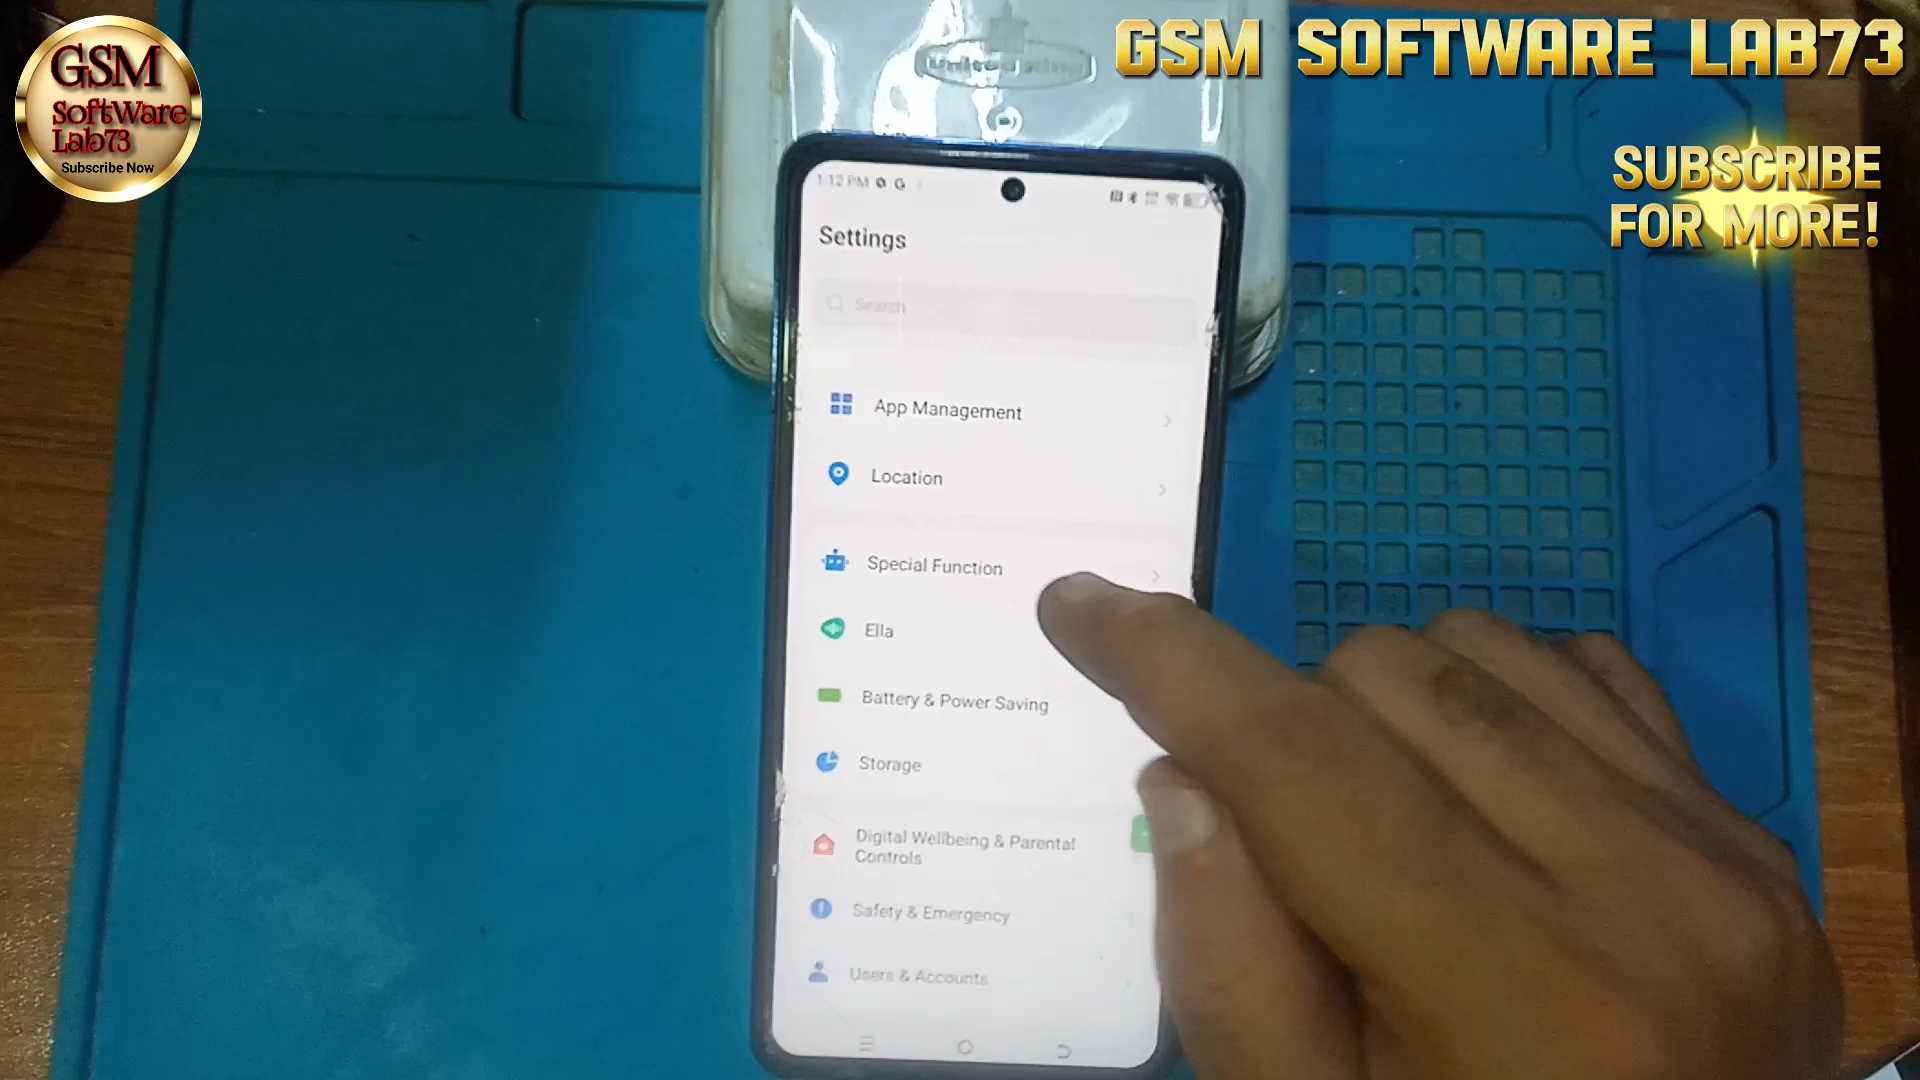 GSM
SoftWare
Lab73
Subscribe Now
GSM SOFTWARE LAB73
SUBSCRIBE
FOR MORE!
1:12 PM
Settings
Search
App Management
Location
Special Function
Ella
Battery & Power Saving
Storage
Digital Wellbeing & Parental
Controls
Safety & Emergency
Users & Accounts